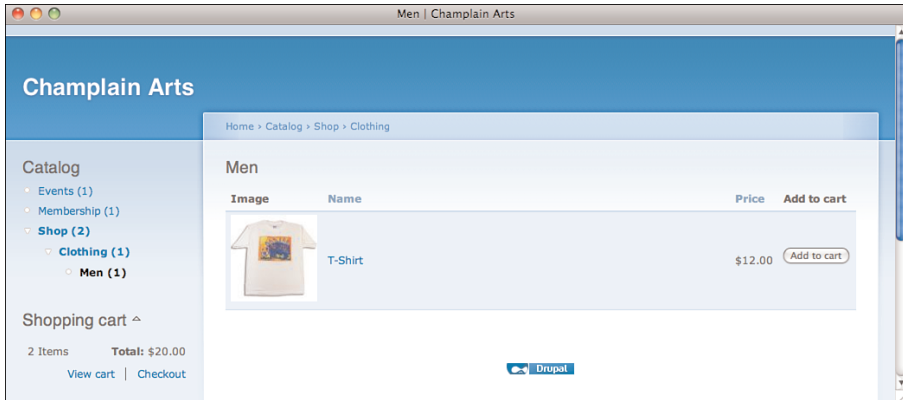 Men | Champlain Arts
Champlain Arts
Home › Catalog › Shop › Clothing
Catalog
Events (1)
Membership (1)
Shop (2)
Clothing (1)
Men (1)
Shopping cart
2 Items Total: $20.00
View cart | Checkout
Men
Image Name Price Add to cart
T-Shirt $12.00 Add to cart
Drupal